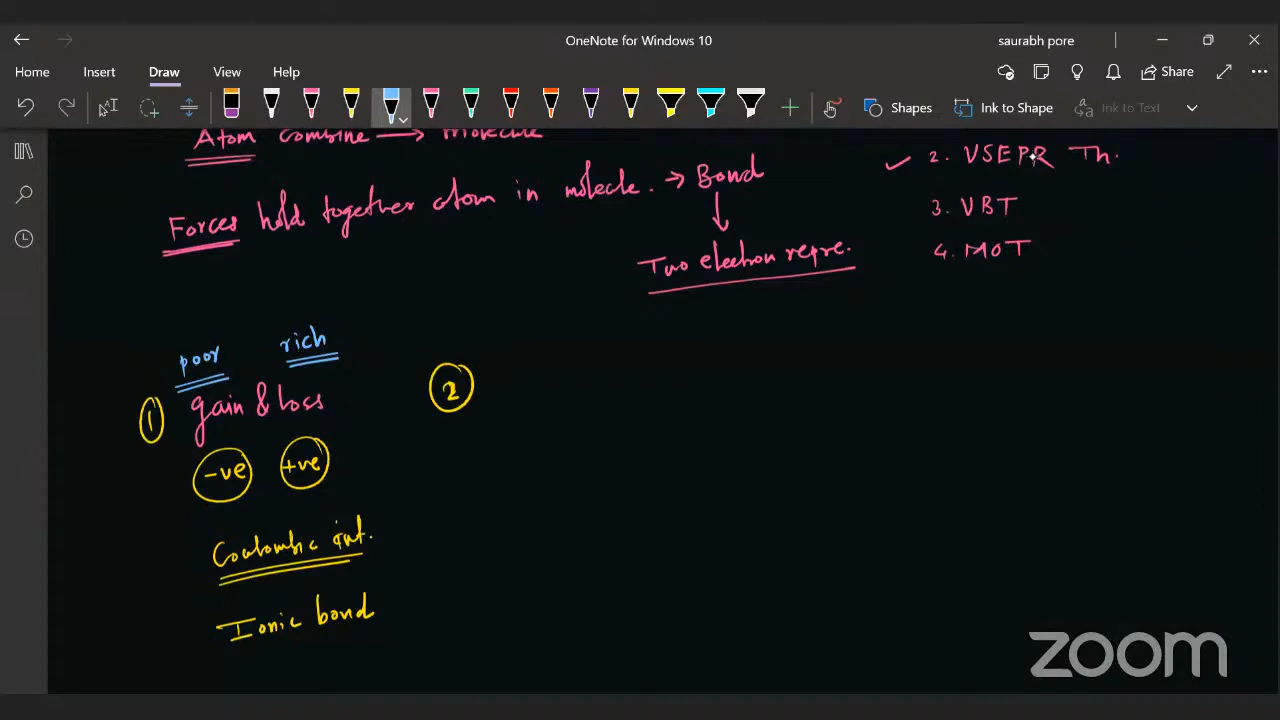 OneNote for Windows 10
saurabh pore
Home Insert Draw View Help
Share
Shapes
Ink to Shape
Ink to Text
Atom combine → Molecule
Forces hold together atom in molecle. → Bond
Two electron repre.
2. VSEPR Th.
3. VBT
4. MOT
poor rich
1 gain & loss
-ve +ve
Coulombic int.
Ionic bond
2
zoom